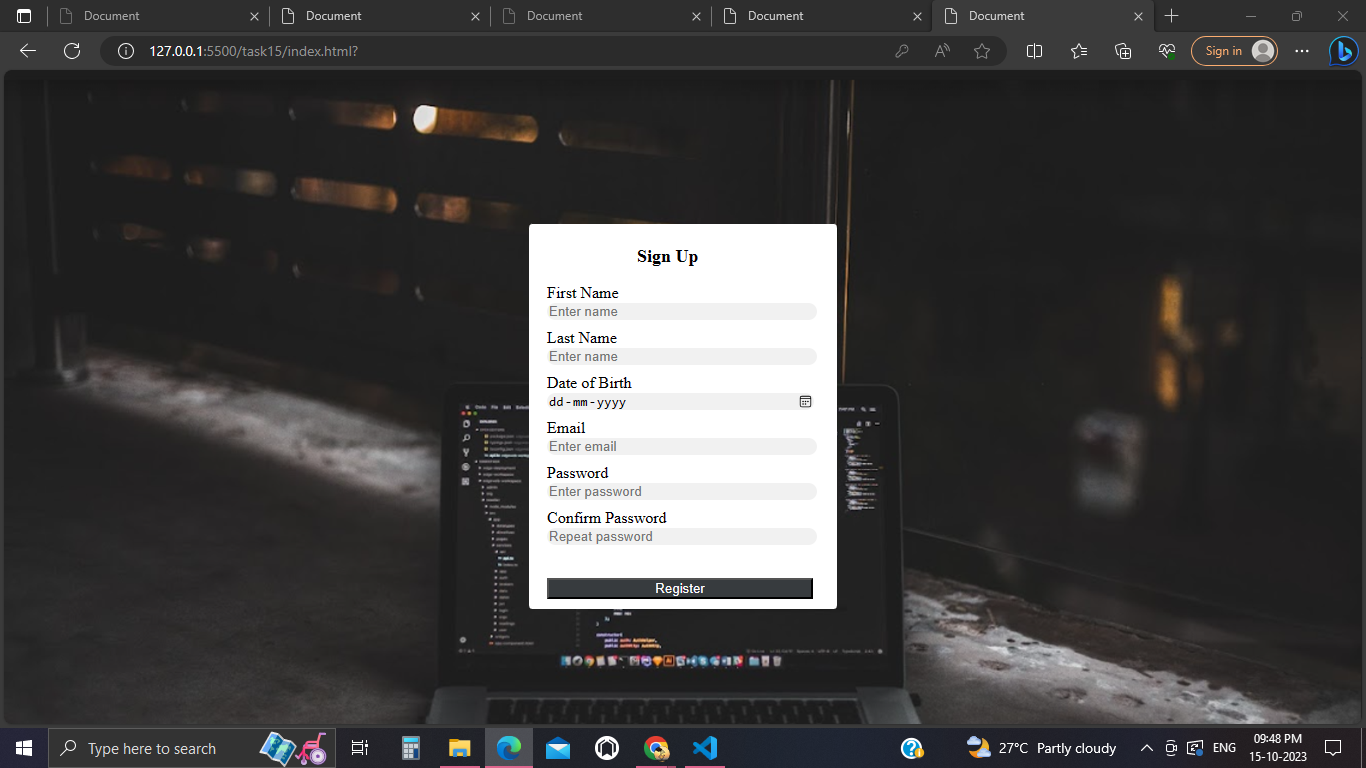 Document
Document
Document
Document
Document
127.0.0.1:5500/task15/index.html?
Sign in
Sign Up
First Name
Enter name
Last Name
Enter name
Date of Birth
dd-mm-yyyy
Email
Enter email
Password
Enter password
Confirm Password
Repeat password
Register
Type here to search
27°C Partly cloudy
ENG
09:48 PM
15-10-2023